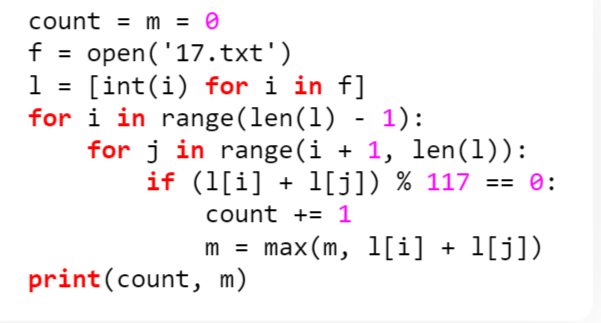 count = m = 0
f = open('17.txt')
l = [int(i) for i in f]
for i in range(len(l) - 1):
    for j in range(i + 1, len(l)):
        if (l[i] + l[j]) % 117 == 0:
            count += 1
            m = max(m, l[i] + l[j])
print(count, m)